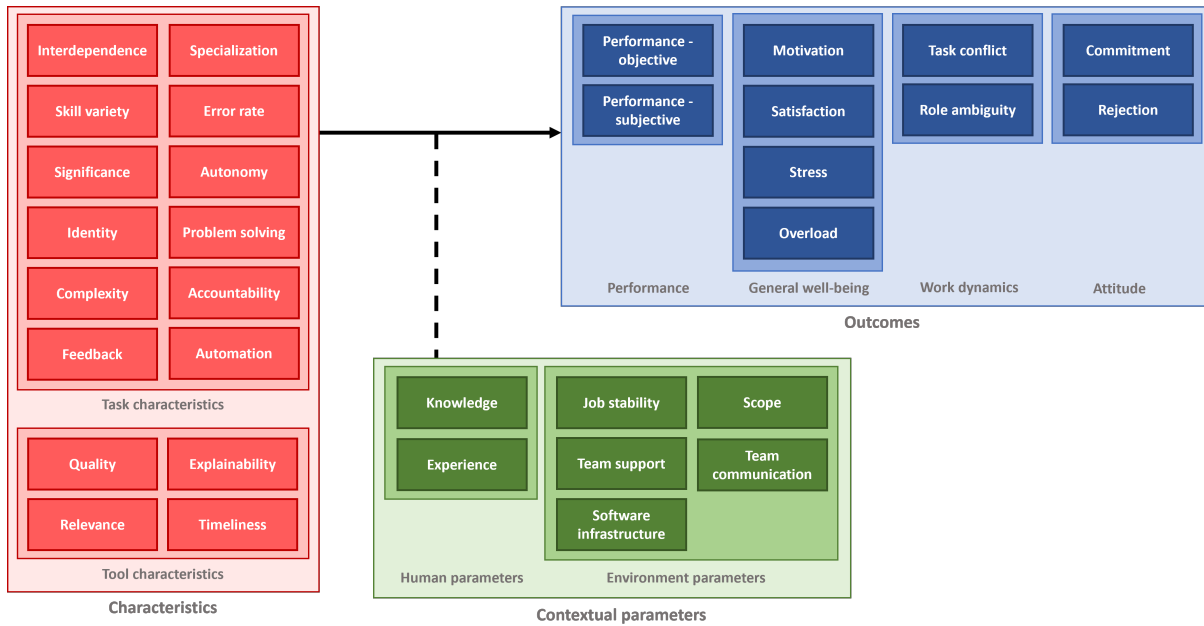 Interdependence
Specialization
Skill variety
Error rate
Significance
Autonomy
Identity
Problem solving
Complexity
Accountability
Feedback
Automation
Task characteristics
Quality
Explainability
Relevance
Timeliness
Tool characteristics
Characteristics
Performance -
objective
Performance -
subjective
Performance
Motivation
Satisfaction
Stress
Overload
General well-being
Task conflict
Role ambiguity
Work dynamics
Commitment
Rejection
Attitude
Outcomes
Knowledge
Experience
Human parameters
Job stability
Scope
Team support
Team
communication
Software
infrastructure
Environment parameters
Contextual parameters